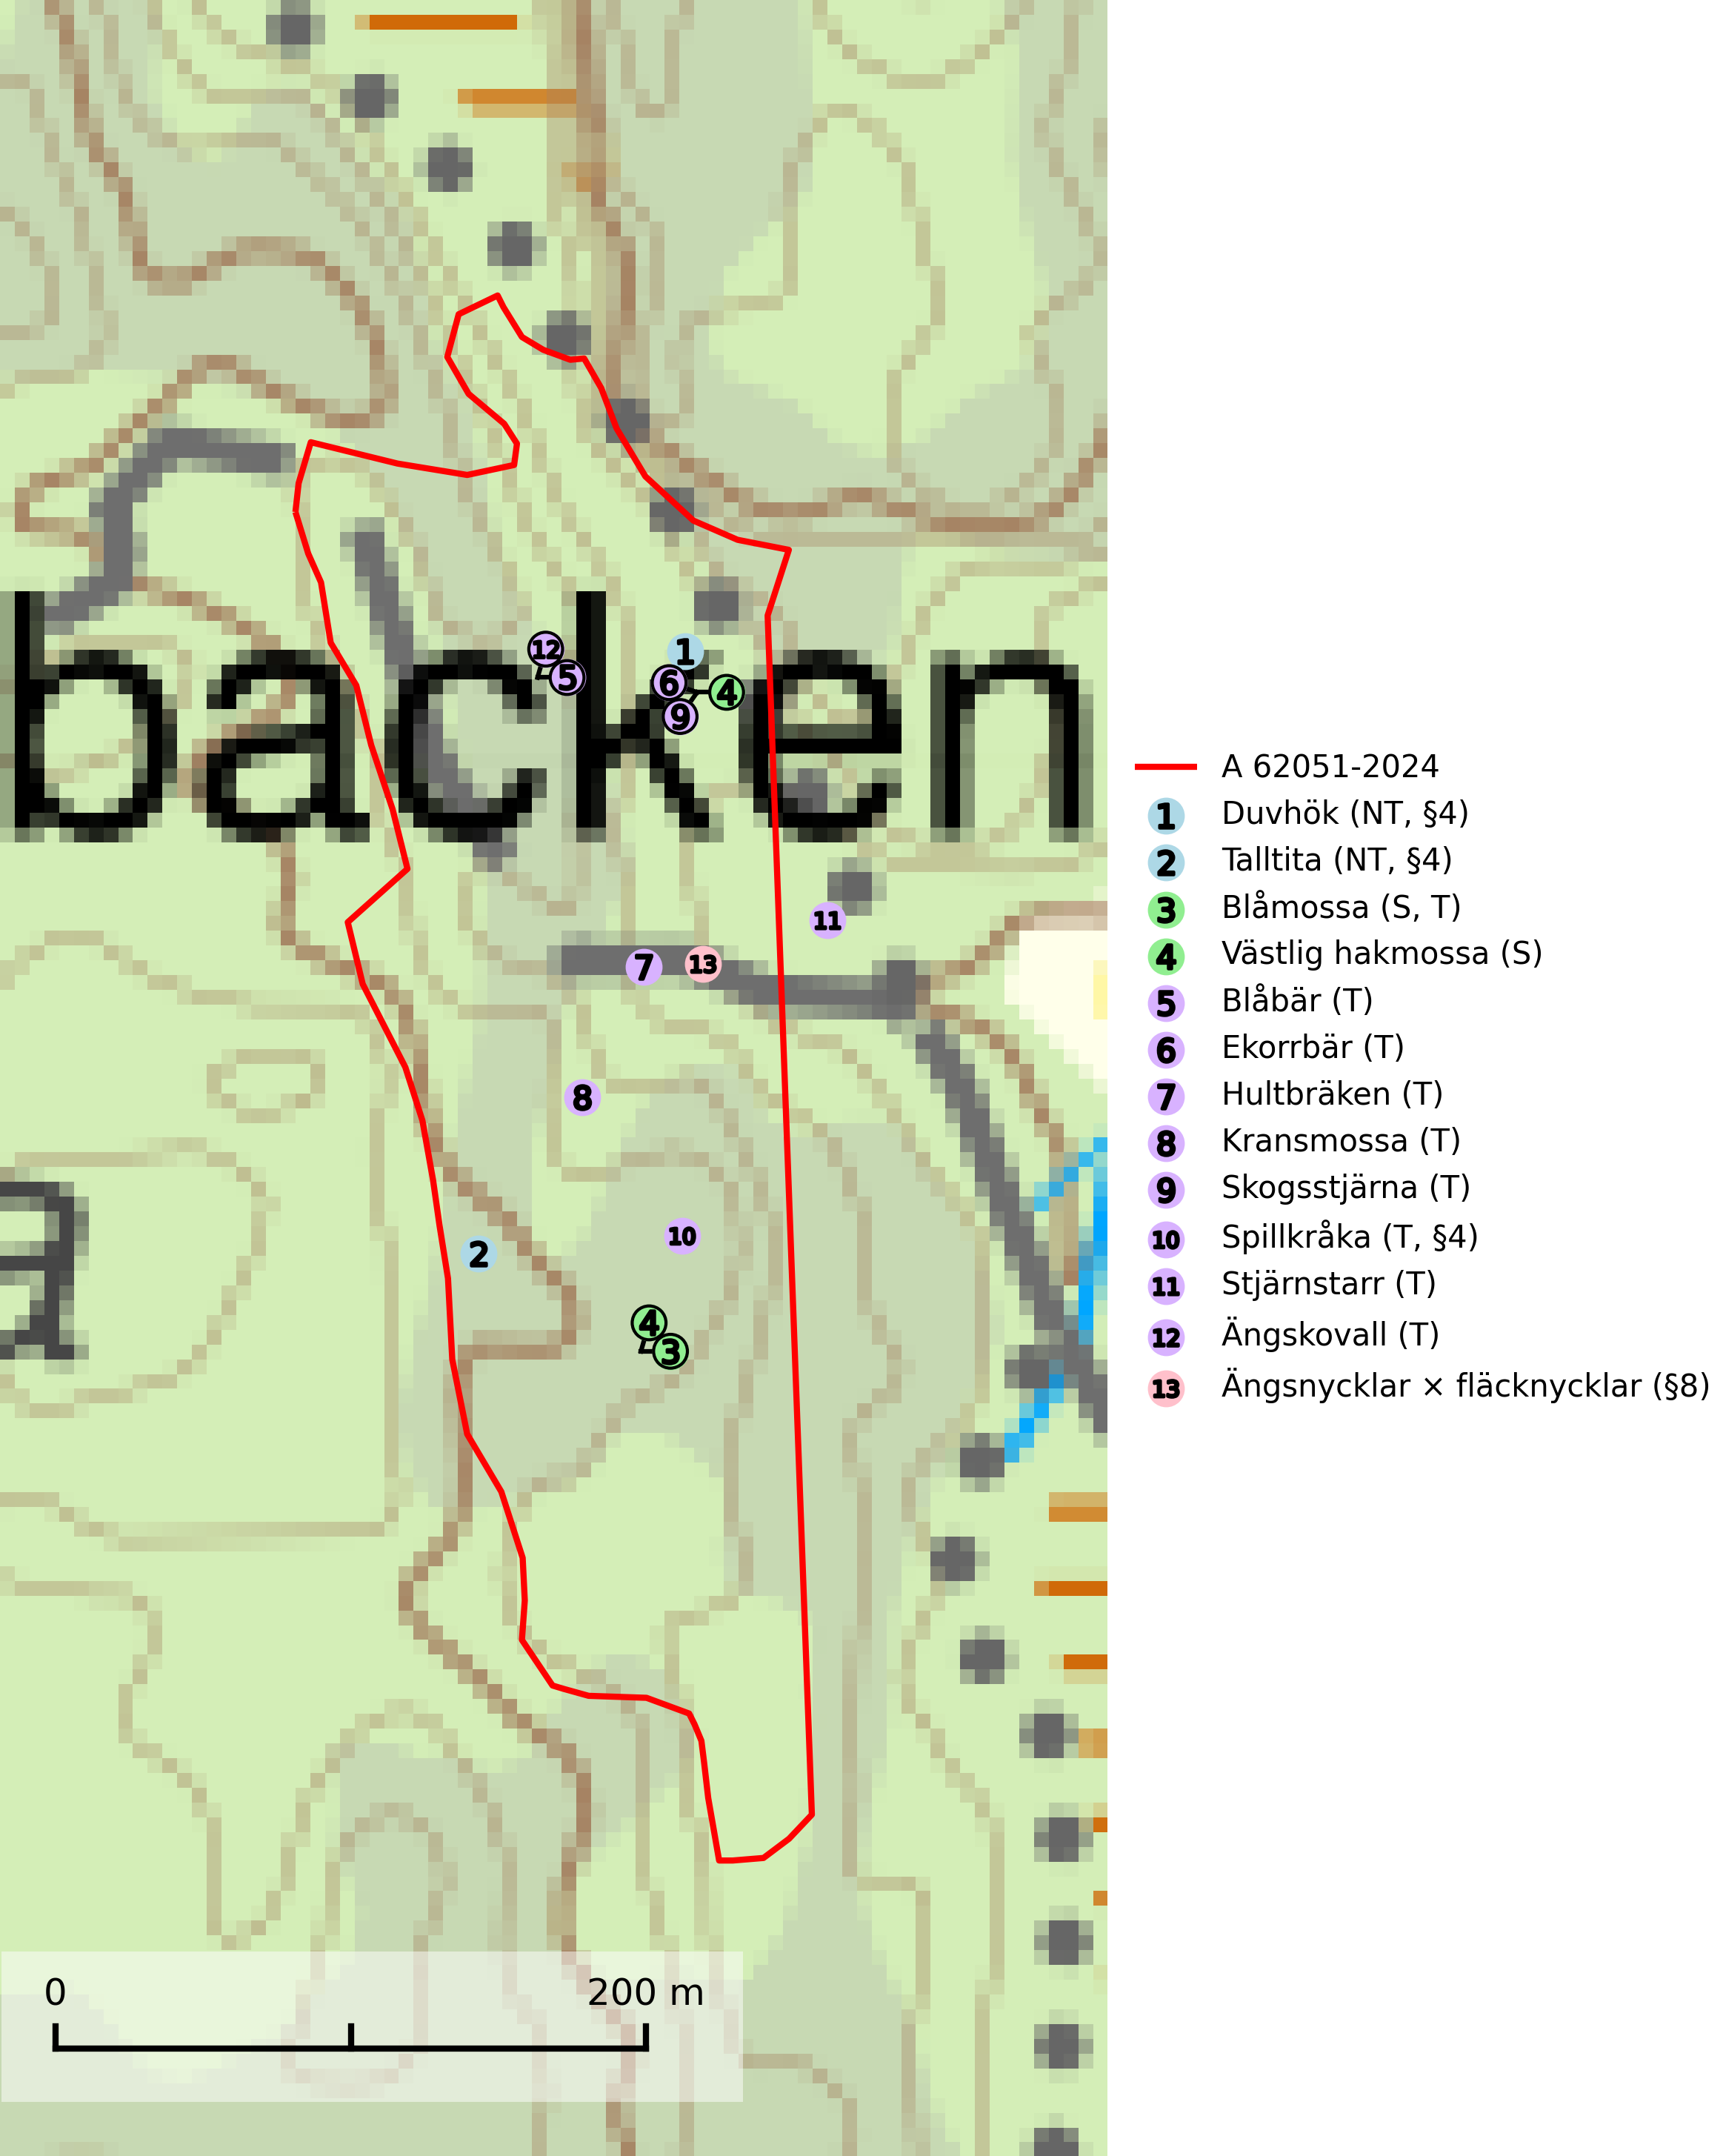 12
1
5
6
4
9
backen
11
7
13
8
a
10
2
4
3
0 200 m
A 62051-2024
1 Duvhök (NT, §4)
2 Talltita (NT, §4)
3 Blåmossa (S, T)
4 Västlig hakmossa (S)
5 Blåbär (T)
6 Ekorrbär (T)
7 Hultbräken (T)
8 Kransmossa (T)
9 Skogsstjärna (T)
10 Spillkråka (T, §4)
11 Stjärnstarr (T)
12 Ängskovall (T)
13 Ängsnycklar × fläcknycklar (§8)